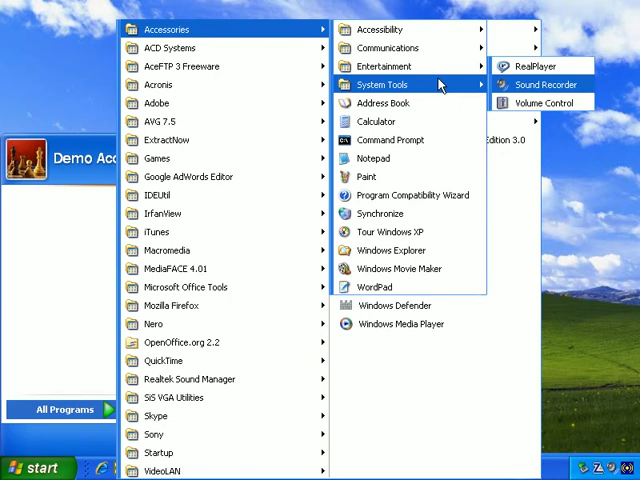 Accessories
ACD Systems
AceFTP 3 Freeware
Acronis
Adobe
AVG 7.5
ExtractNow
Games
Google AdWords Editor
IDEUtil
IrfanView
iTunes
Macromedia
MediaFACE 4.01
Microsoft Office Tools
Mozilla Firefox
Nero
OpenOffice.org 2.2
QuickTime
Realtek Sound Manager
SiS VGA Utilities
Skype
Sony
Startup
VideoLAN
Accessibility
Communications
Entertainment
System Tools
Address Book
Calculator
Command Prompt
Notepad
Paint
Program Compatibility Wizard
Synchronize
Tour Windows XP
Windows Explorer
Windows Movie Maker
WordPad
Windows Defender
Windows Media Player
RealPlayer
Sound Recorder
Volume Control
Edition 3.0
Demo Acc
All Programs
start